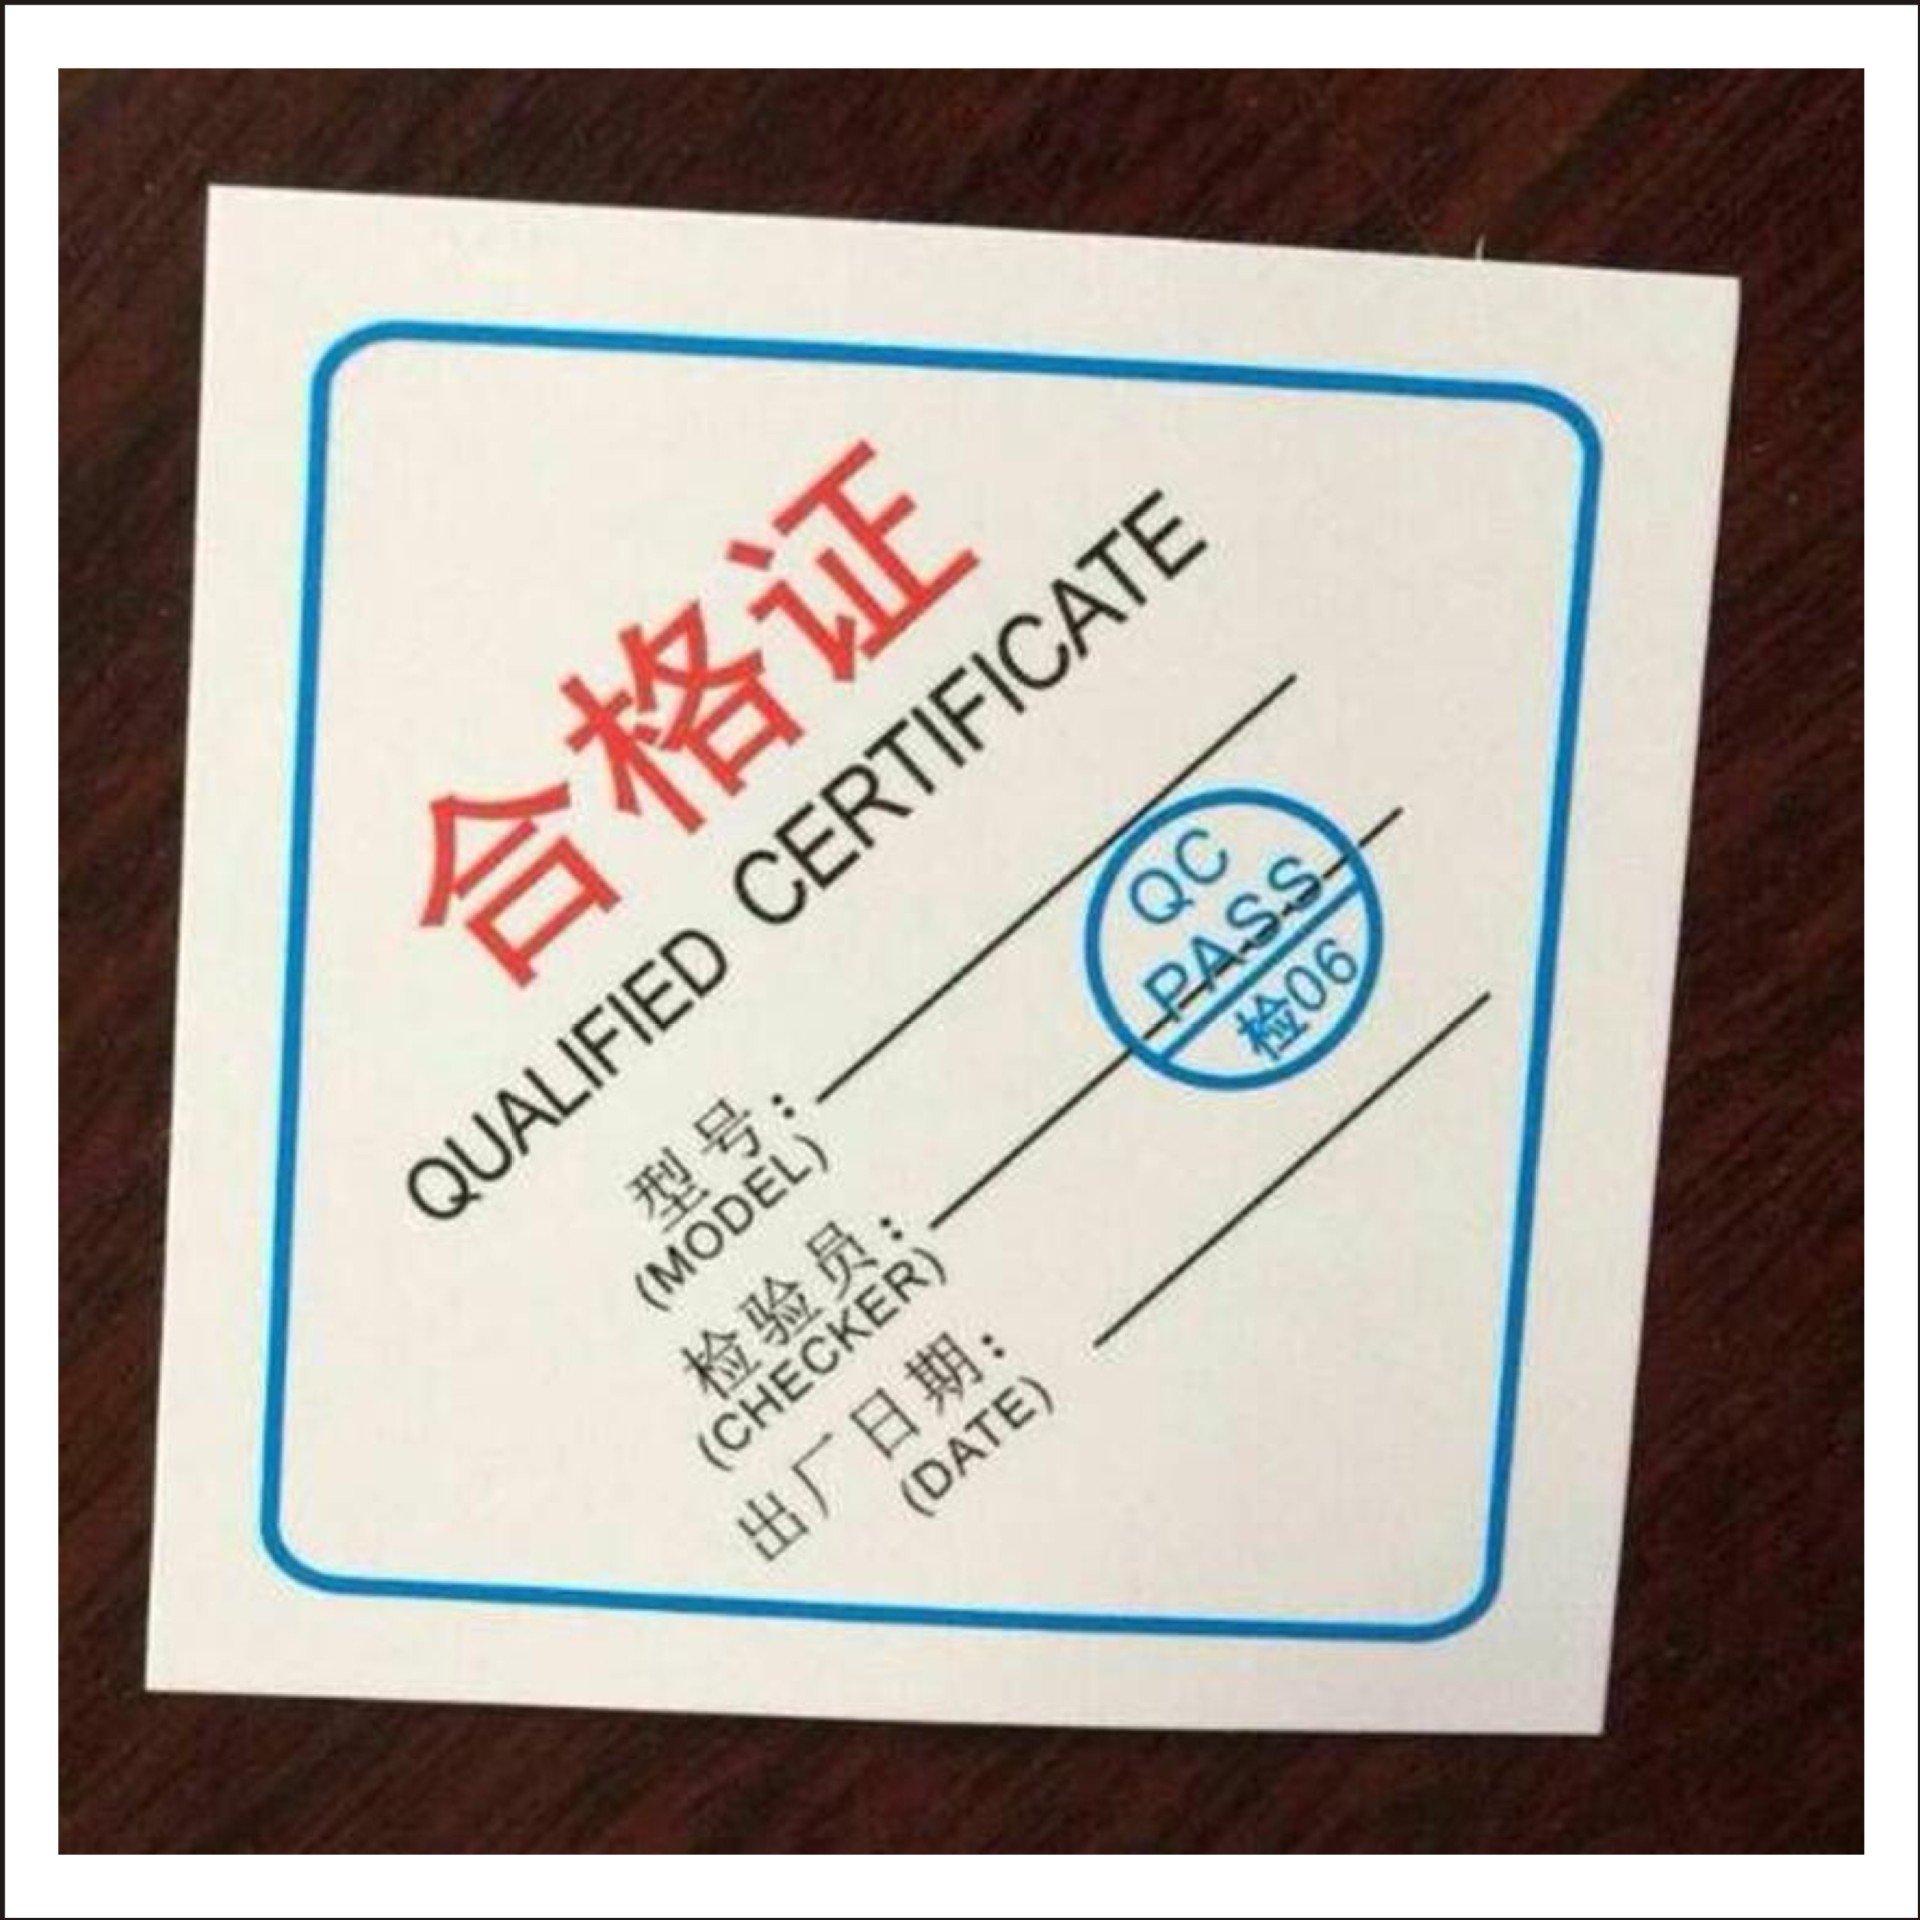 合格证
QUALIFIED CERTIFICATE
型号：
(MODEL)
检验员：
(CHECKER)
出厂日期：
(DATE)
QC
PASS
检06